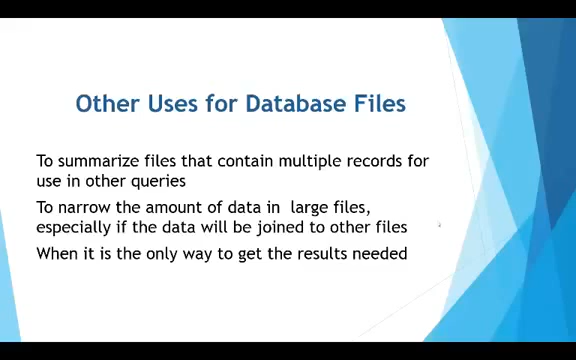 Other Uses for Database Files
To summarize files that contain multiple records for
use in other queries
To narrow the amount of data in large files,
especially if the data will be joined to other files
When it is the only way to get the results needed